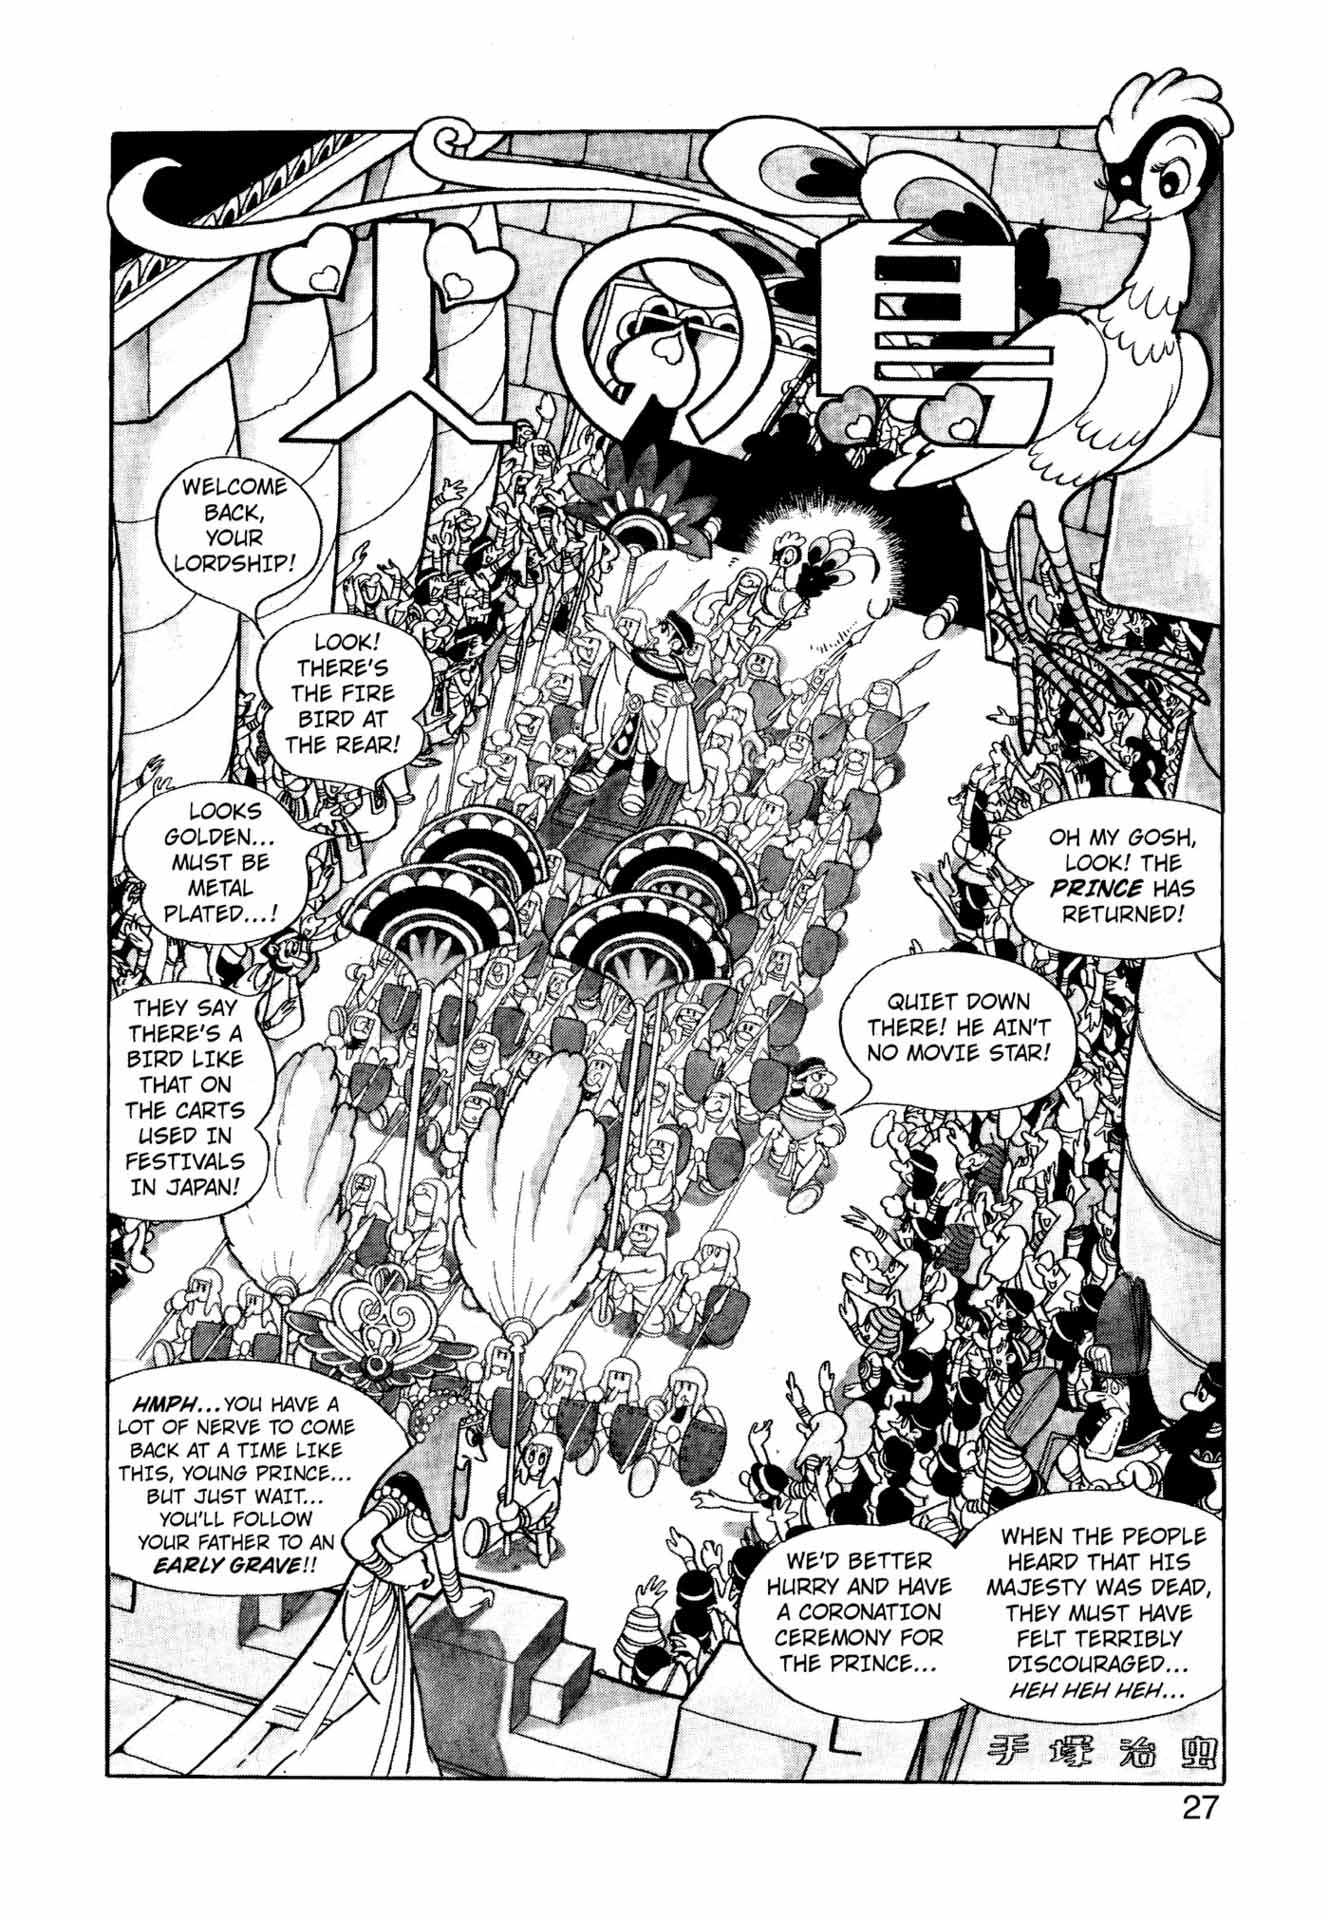 火の鳥
WELCOME
BACK,
YOUR
LORDSHIP!
LOOK!
THERE'S
THE FIRE
BIRD AT
THE REAR!
LOOKS
GOLDEN...
MUST BE
METAL
PLATED...!
THEY SAY
THERE'S A
BIRD LIKE
THAT ON
THE CARTS
USED IN
FESTIVALS
IN JAPAN!
OH MY GOSH,
LOOK! THE
PRINCE HAS
RETURNED!
QUIET DOWN
THERE! HE AIN'T
NO MOVIE STAR!
HMPH...YOU HAVE A
LOT OF NERVE TO COME
BACK AT A TIME LIKE
THIS, YOUNG PRINCE...
BUT JUST WAIT...
YOU'LL FOLLOW
YOUR FATHER TO AN
EARLY GRAVE!!
WE'D BETTER
HURRY AND HAVE
A CORONATION
CEREMONY FOR
THE PRINCE...
WHEN THE PEOPLE
HEARD THAT HIS
MAJESTY WAS DEAD,
THEY MUST HAVE
FELT TERRIBLY
DISCOURAGED...
HEH HEH HEH...
手塚治虫
27